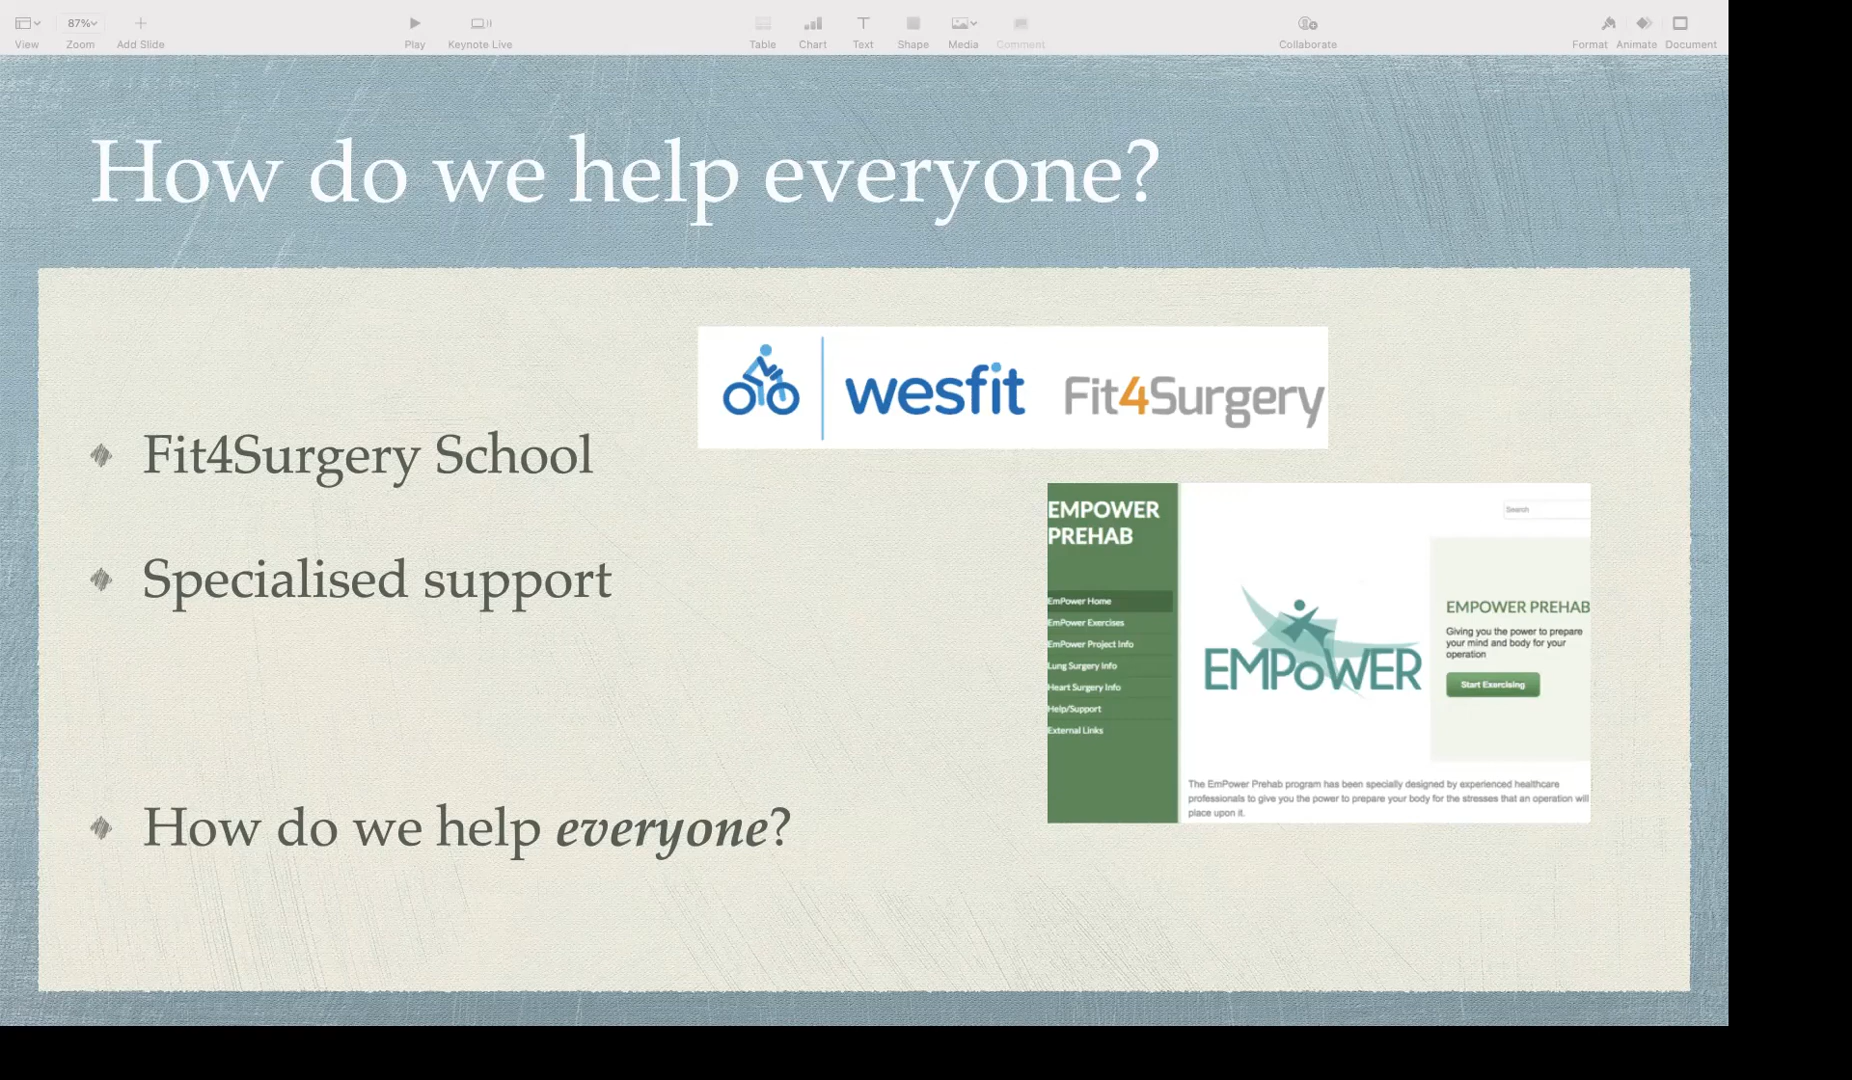 87%
View
Zoom
Add Slide
Play
Keynote Live
Table
Chart
Text
Shape
Media
Comment
Collaborate
Format
Animate
Document
How do we help everyone?
wesfit Fit4Surgery
Fit4Surgery School
Specialised support
How do we help everyone?
EMPOWER
PREHAB
EmPower Home
EmPower Exercises
EmPower Project Info
Lung Surgery Info
Heart Surgery Info
Help/Support
External Links
EMPoWER
Search
EMPOWER PREHAB
Giving you the power to prepare
your mind and body for your
operation
Start Exercising
The EmPower Prehab program has been specially designed by experienced healthcare
professionals to give you the power to prepare your body for the stresses that an operation will
place upon it.